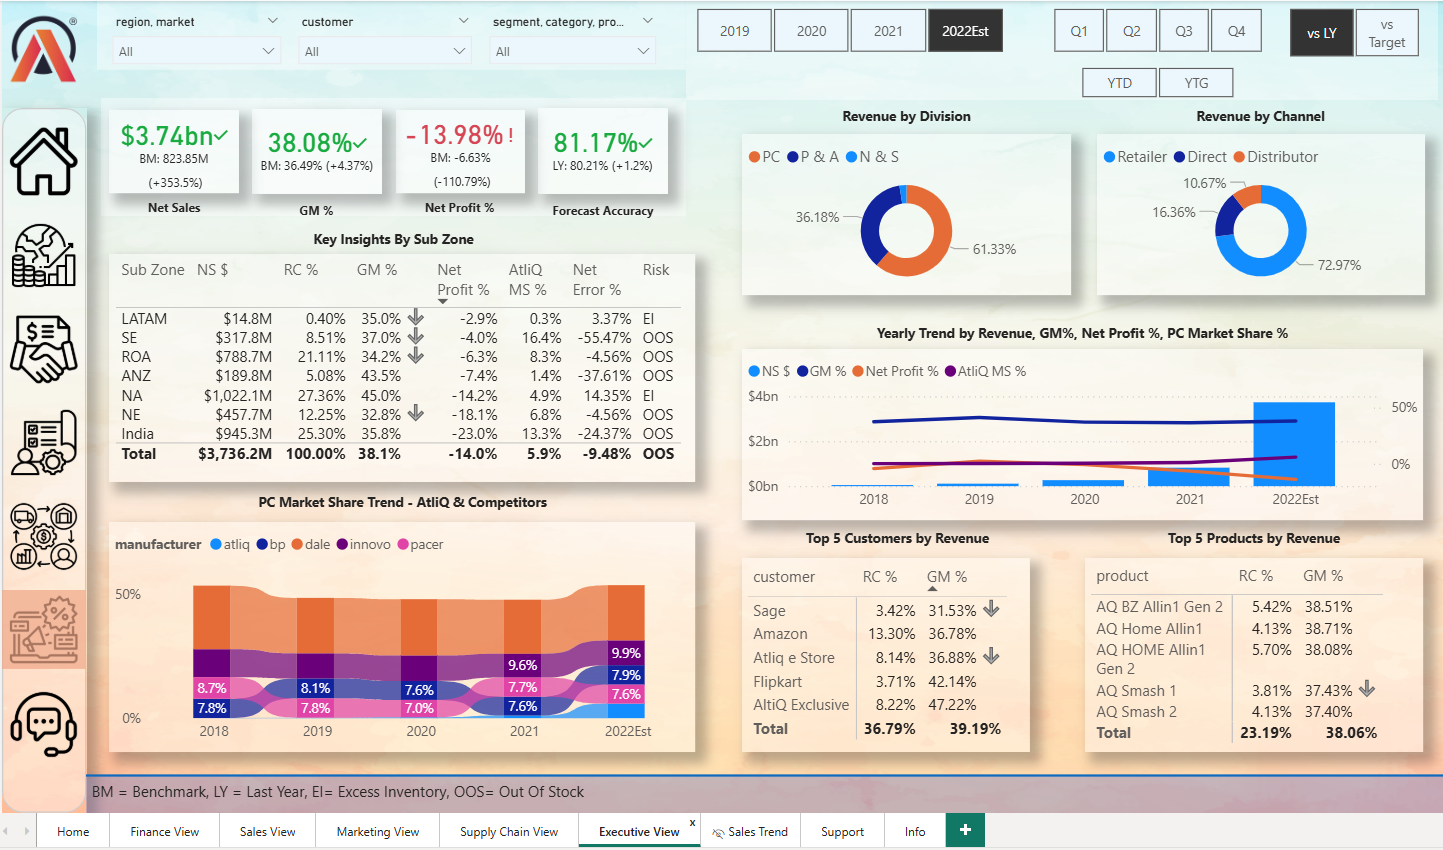 region, market
customer
segment, category, pro...
All
All
All
2019
2020
2021
2022Est
Q1
Q2
Q3
Q4
vs LY
vs
Target
YTD
YTG
®
$3.74bn
BM: 823.85M
(+353.5%)
Net Sales
38.08%
BM: 36.49% (+4.37%)
GM %
-13.98% !
BM: -6.63%
(-110.79%)
Net Profit %
81.17%
LY: 80.21% (+1.2%)
Forecast Accuracy
Revenue by Division
PC P & A N & S
36.18%
61.33%
Revenue by Channel
Retailer Direct Distributor
10.67%
16.36%
72.97%
Key Insights By Sub Zone
Sub Zone NS $ RC % GM % Net Profit % AtliQ MS % Net Error % Risk
LATAM $14.8M 0.40% 35.0% -2.9% 0.3% 3.37% EI
SE $317.8M 8.51% 37.0% -4.0% 16.4% -55.47% OOS
ROA $788.7M 21.11% 34.2% -6.3% 8.3% -4.56% OOS
ANZ $189.8M 5.08% 43.5% -7.4% 1.4% -37.61% OOS
NA $1,022.1M 27.36% 45.0% -14.2% 4.9% 14.35% EI
NE $457.7M 12.25% 32.8% -18.1% 6.8% -4.56% OOS
India $945.3M 25.30% 35.8% -23.0% 13.3% -24.37% OOS
Total $3,736.2M 100.00% 38.1% -14.0% 5.9% -9.48% OOS
Yearly Trend by Revenue, GM%, Net Profit %, PC Market Share %
NS $ GM % Net Profit % AtliQ MS %
$4bn
$2bn
$0bn
50%
0%
2018 2019 2020 2021 2022Est
PC Market Share Trend - AtliQ & Competitors
manufacturer atliq bp dale innovo pacer
50%
0%
8.7%
7.8%
8.1%
7.8%
7.6%
7.0%
9.6%
7.7%
7.6%
9.9%
7.9%
7.6%
2018 2019 2020 2021 2022Est
Top 5 Customers by Revenue
customer RC % GM %
Sage 3.42% 31.53%
Amazon 13.30% 36.78%
Atliq e Store 8.14% 36.88%
Flipkart 3.71% 42.14%
AltiQ Exclusive 8.22% 47.22%
Total 36.79% 39.19%
Top 5 Products by Revenue
product RC % GM %
AQ BZ Allin1 Gen 2 5.42% 38.51%
AQ Home Allin1 4.13% 38.71%
AQ HOME Allin1 5.70% 38.08%
Gen 2
AQ Smash 1 3.81% 37.43%
AQ Smash 2 4.13% 37.40%
Total 23.19% 38.06%
BM = Benchmark, LY = Last Year, EI= Excess Inventory, OOS= Out Of Stock
Home
Finance View
Sales View
Marketing View
Supply Chain View
Executive View
x
Sales Trend
Support
Info
+